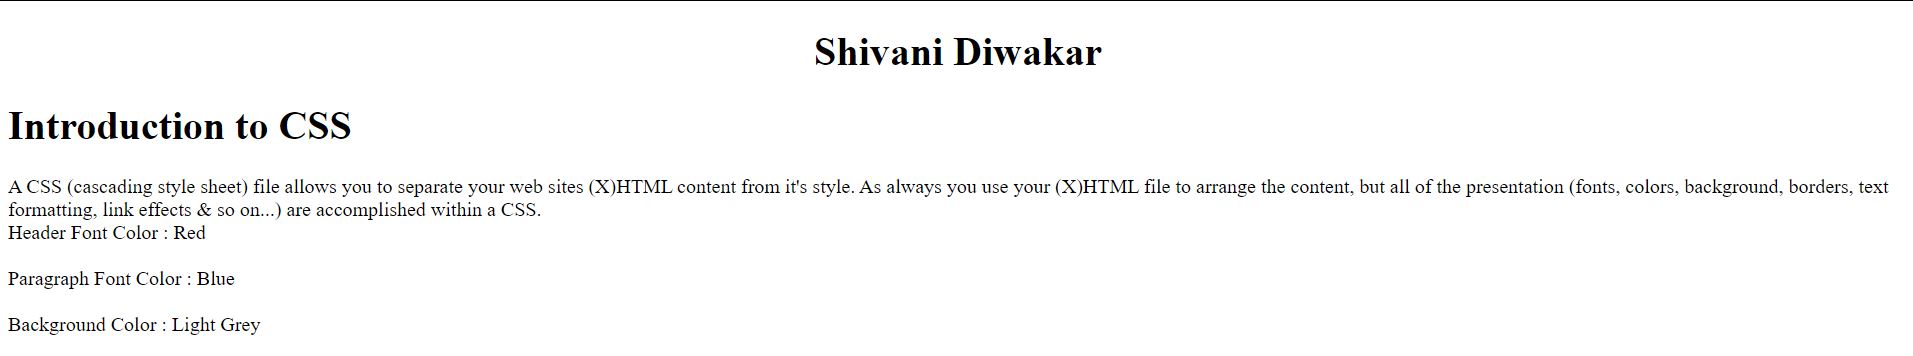 Shivani Diwakar
Introduction to CSS
A CSS (cascading style sheet) file allows you to separate your web sites (X)HTML content from it's style. As always you use your (X)HTML file to arrange the content, but all of the presentation (fonts, colors, background, borders, text
formatting, link effects & so on...) are accomplished within a CSS.
Header Font Color : Red
Paragraph Font Color : Blue
Background Color : Light Grey